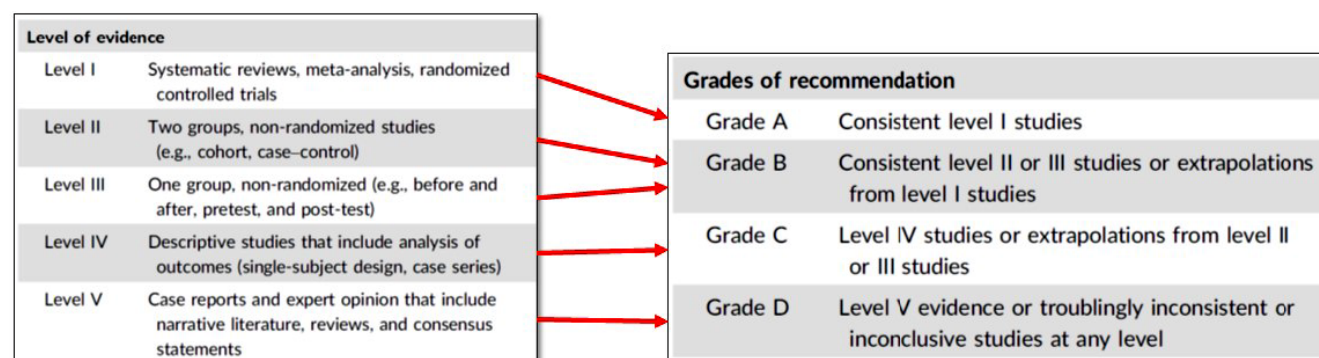 Level of evidence
Level I Systematic reviews, meta-analysis, randomized
controlled trials
Level II Two groups, non-randomized studies
(e.g., cohort, case–control)
Level III One group, non-randomized (e.g., before and
after, pretest, and post-test)
Level IV Descriptive studies that include analysis of
outcomes (single-subject design, case series)
Level V Case reports and expert opinion that include
narrative literature, reviews, and consensus
statements
Grades of recommendation
Grade A Consistent level I studies
Grade B Consistent level II or III studies or extrapolations
from level I studies
Grade C Level IV studies or extrapolations from level II
or III studies
Grade D Level V evidence or troublingly inconsistent or
inconclusive studies at any level